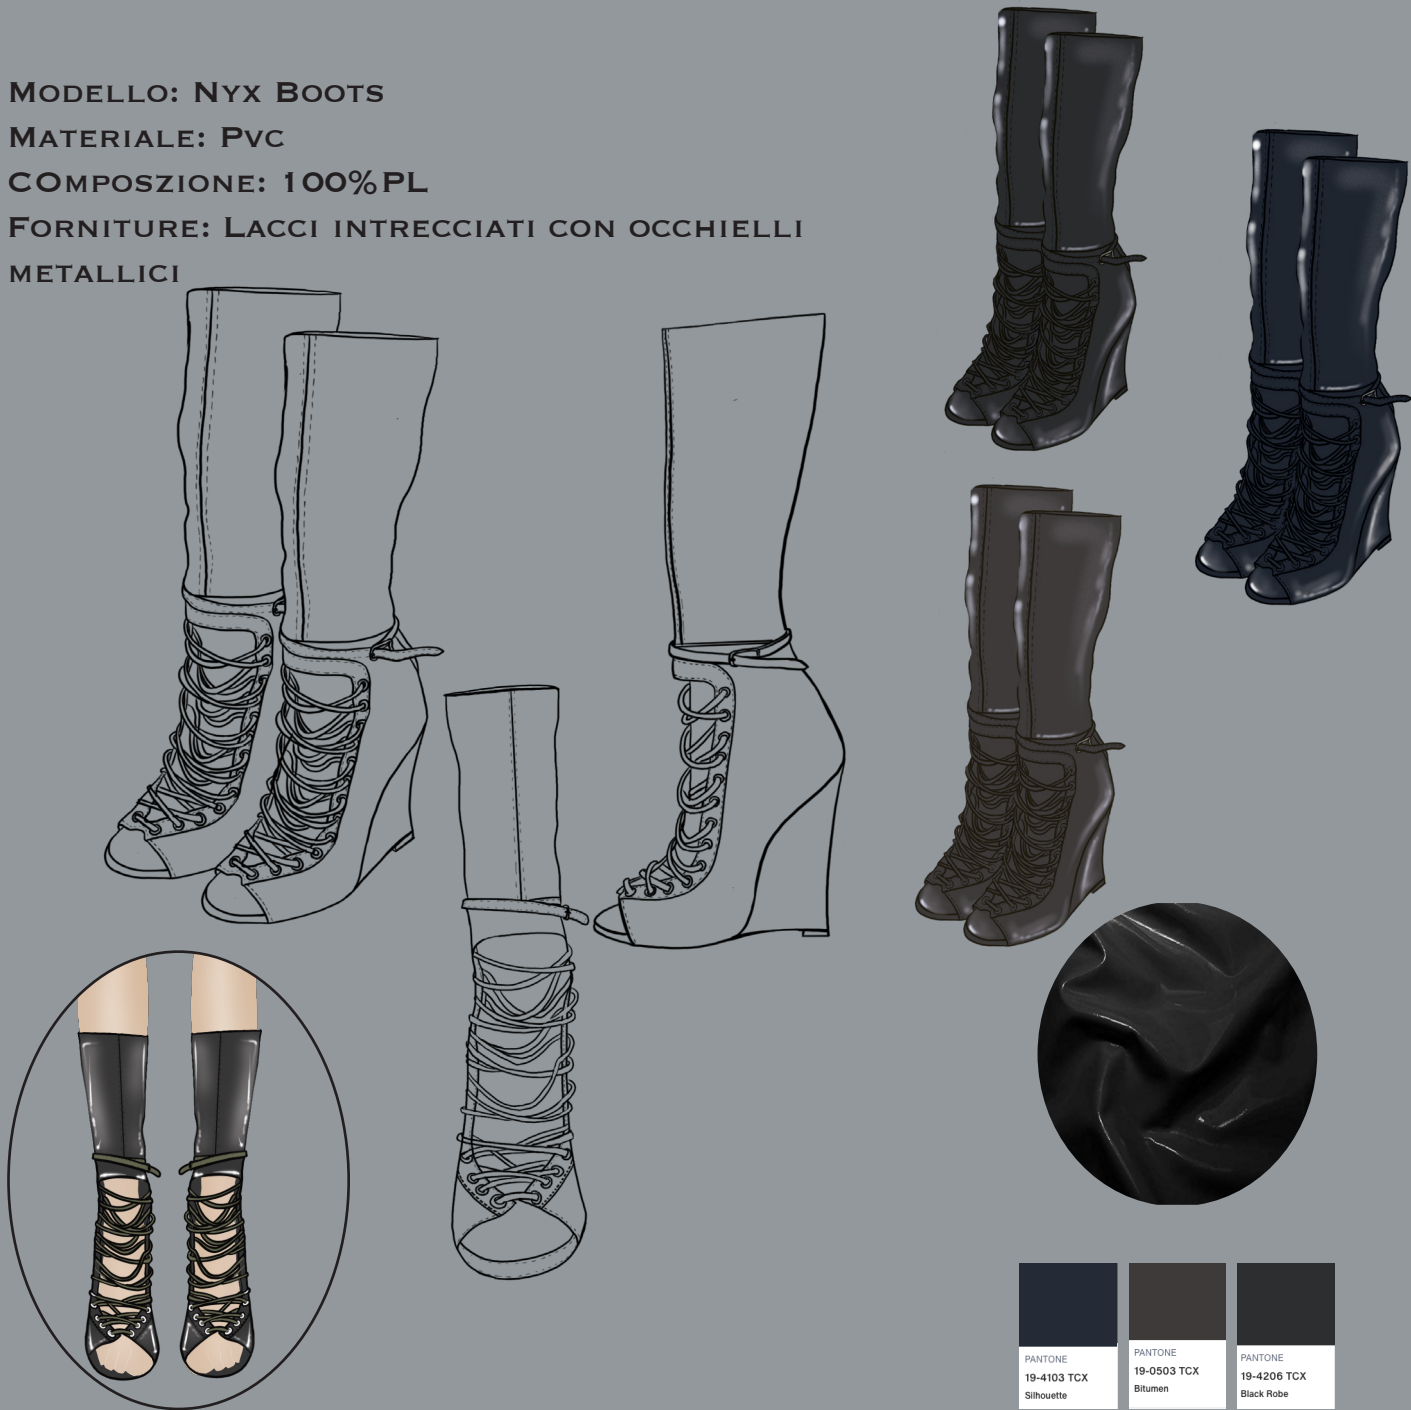 Modello: Nyx Boots
Materiale: Pvc
COmposzione: 100%PL
Forniture: Lacci intrecciati con occhielli
metallici
PANTONE
19-4103 TCX
Silhouette
PANTONE
19-0503 TCX
Bitumen
PANTONE
19-4206 TCX
Black Robe